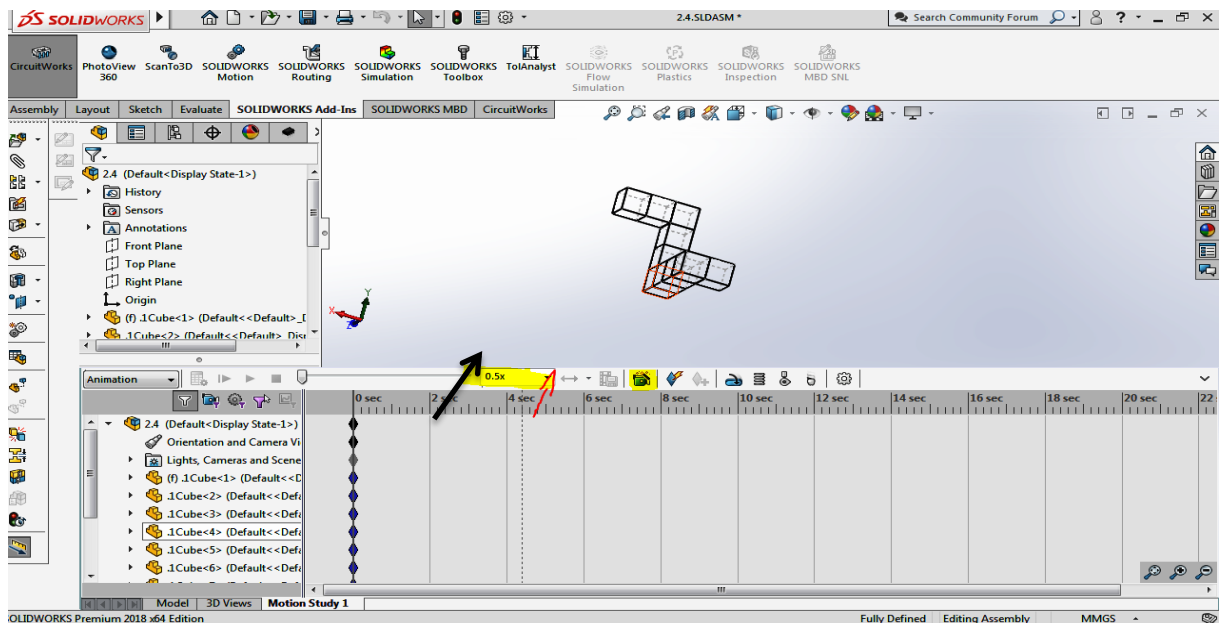 DS SOLIDWORKS
2.4.SLDASM *
Search Community Forum
?
CircuitWorks
PhotoView 360
ScanTo3D
SOLIDWORKS Motion
SOLIDWORKS Routing
SOLIDWORKS Simulation
SOLIDWORKS Toolbox
TolAnalyst
SOLIDWORKS Flow Simulation
SOLIDWORKS Plastics
SOLIDWORKS Inspection
SOLIDWORKS MBD SNL
Assembly Layout Sketch Evaluate SOLIDWORKS Add-Ins SOLIDWORKS MBD CircuitWorks
2.4 (Default<Display State-1>)
History
Sensors
A Annotations
Front Plane
Top Plane
Right Plane
Origin
(f) .1Cube<1> (Default<<Default>_D
.1Cube<2> (Default<<Default>_Disp
Y
X
Z
Animation
0.5x
0 sec 2 sec 4 sec 6 sec 8 sec 10 sec 12 sec 14 sec 16 sec 18 sec 20 sec 22
2.4 (Default<Display State-1>)
Orientation and Camera Vi
Lights, Cameras and Scene
(f) .1Cube<1> (Default<<D
.1Cube<2> (Default<<Defa
.1Cube<3> (Default<<Defa
.1Cube<4> (Default<<Defa
.1Cube<5> (Default<<Defa
.1Cube<6> (Default<<Defa
Model 3D Views Motion Study 1
SOLIDWORKS Premium 2018 x64 Edition
Fully Defined Editing Assembly MMGS